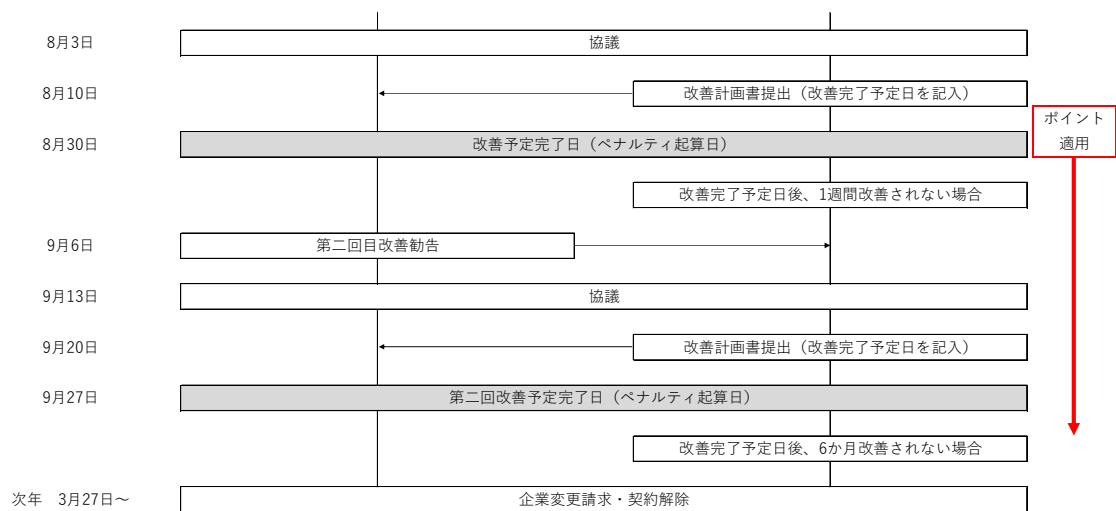 8月3日
協議
8月10日
改善計画書提出（改善完了予定日を記入）
ポイント
適用
8月30日
改善予定完了日（ペナルティ起算日）
改善完了予定日後、1週間改善されない場合
9月6日
第二回目改善勧告
9月13日
協議
9月20日
改善計画書提出（改善完了予定日を記入）
9月27日
第二回改善予定完了日（ペナルティ起算日）
改善完了予定日後、6か月改善されない場合
次年　3月27日～
企業変更請求・契約解除